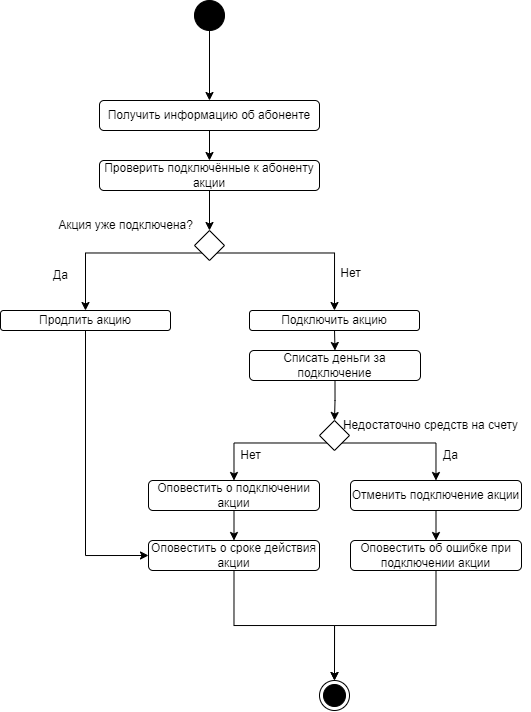 Получить информацию об абоненте
Проверить подключённые к абоненту
акции
Акция уже подключена?
Да
Нет
Продлить акцию
Подключить акцию
Списать деньги за
подключение
Недостаточно средств на счету
Нет
Да
Оповестить о подключении
акции
Отменить подключение акции
Оповестить о сроке действия
акции
Оповестить об ошибке при
подключении акции